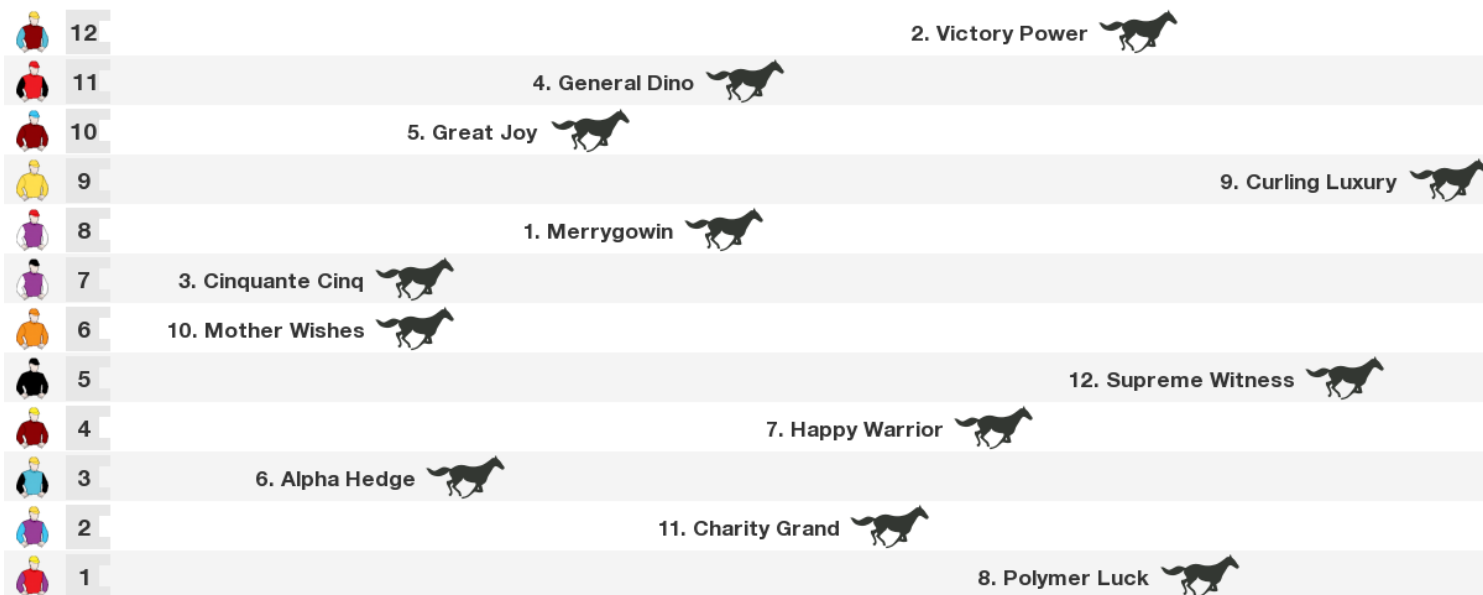 12 2. Victory Power
11 4. General Dino
10 5. Great Joy
9 9. Curling Luxury
8 1. Merrygowin
7 3. Cinquante Cinq
6 10. Mother Wishes
5 12. Supreme Witness
4 7. Happy Warrior
3 6. Alpha Hedge
2 11. Charity Grand
1 8. Polymer Luck